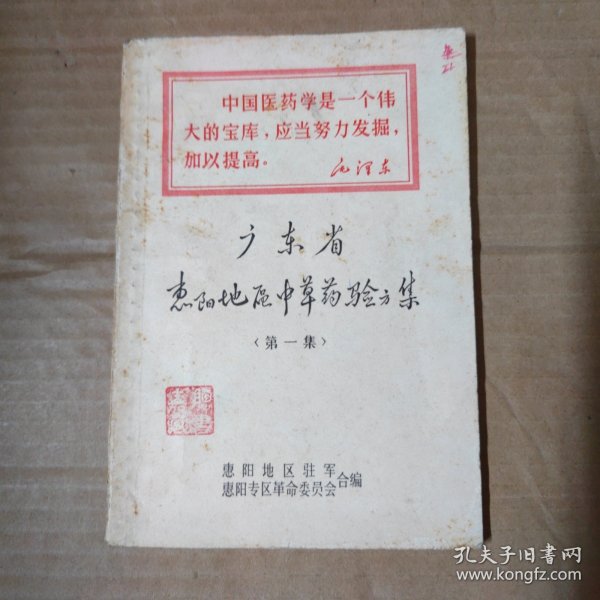 中国医药学是一个伟
大的宝库，应当努力发掘，
加以提高。
毛泽东
广东省
惠阳地区中草药验方集
〈第一集〉
惠阳地区驻军
惠阳专区革命委员会
合编
孔夫子旧书网
www.kongfz.com